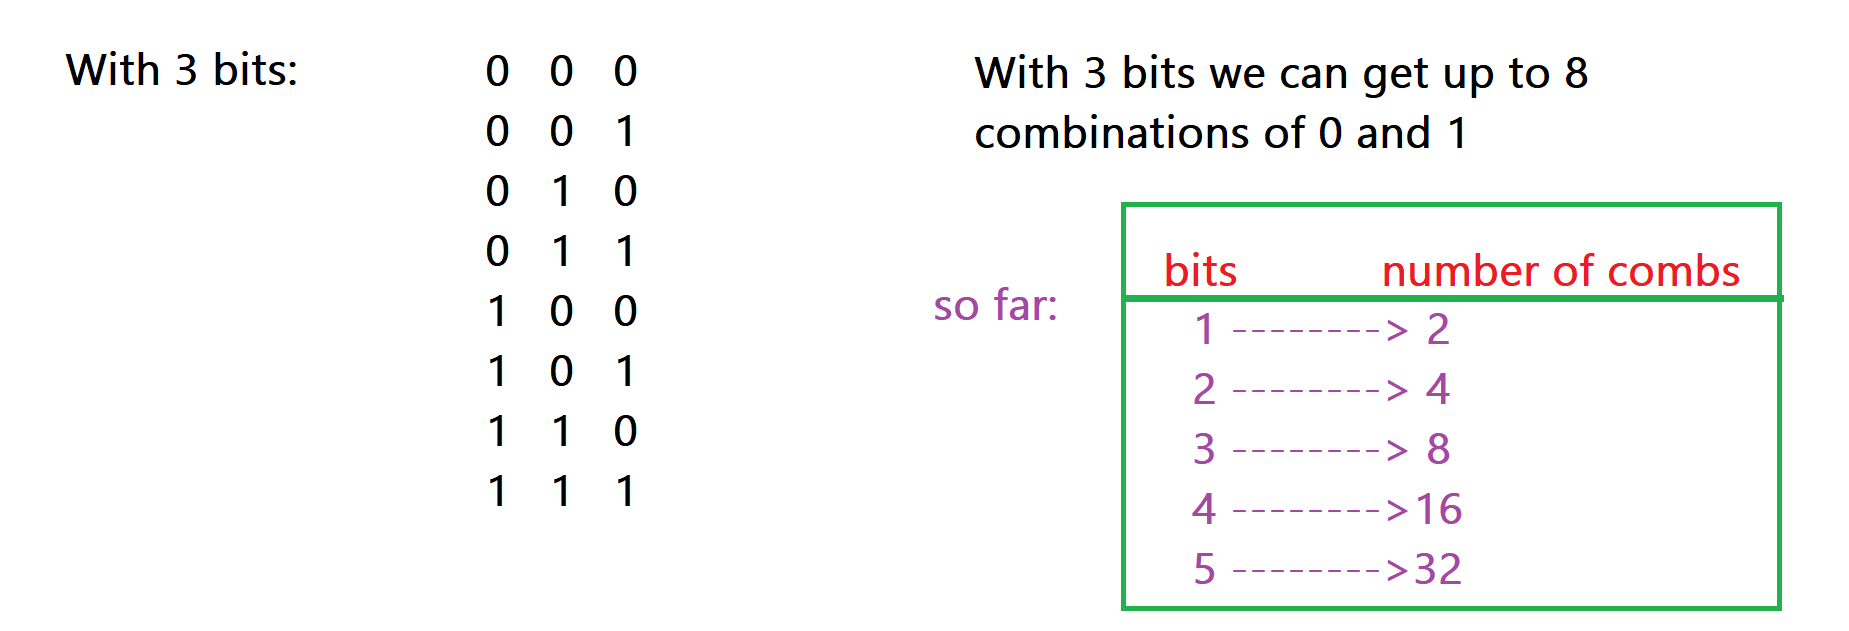 With 3 bits:
0 0 0
0 0 1
0 1 0
0 1 1
1 0 0
1 0 1
1 1 0
1 1 1
With 3 bits we can get up to 8
combinations of 0 and 1
so far:
bits number of combs
1 --------> 2
2 --------> 4
3 --------> 8
4 -------->16
5 -------->32